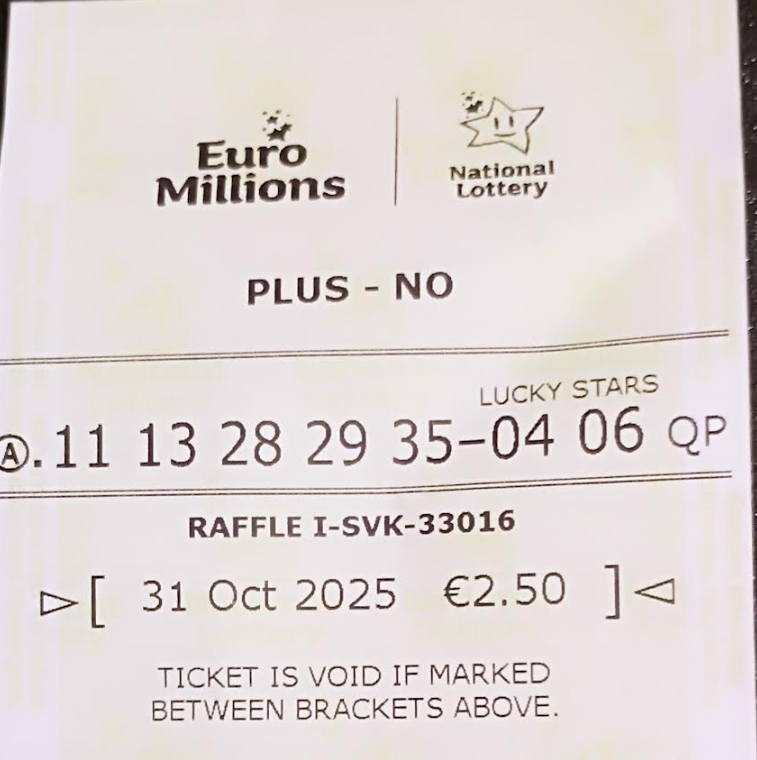 Euro
Millions
National
Lottery
PLUS - NO
LUCKY STARS
Ⓐ. 11 13 28 29 35-04 06 QP
RAFFLE I-SVK-33016
▷[ 31 Oct 2025 €2.50 ]◁
TICKET IS VOID IF MARKED
BETWEEN BRACKETS ABOVE.